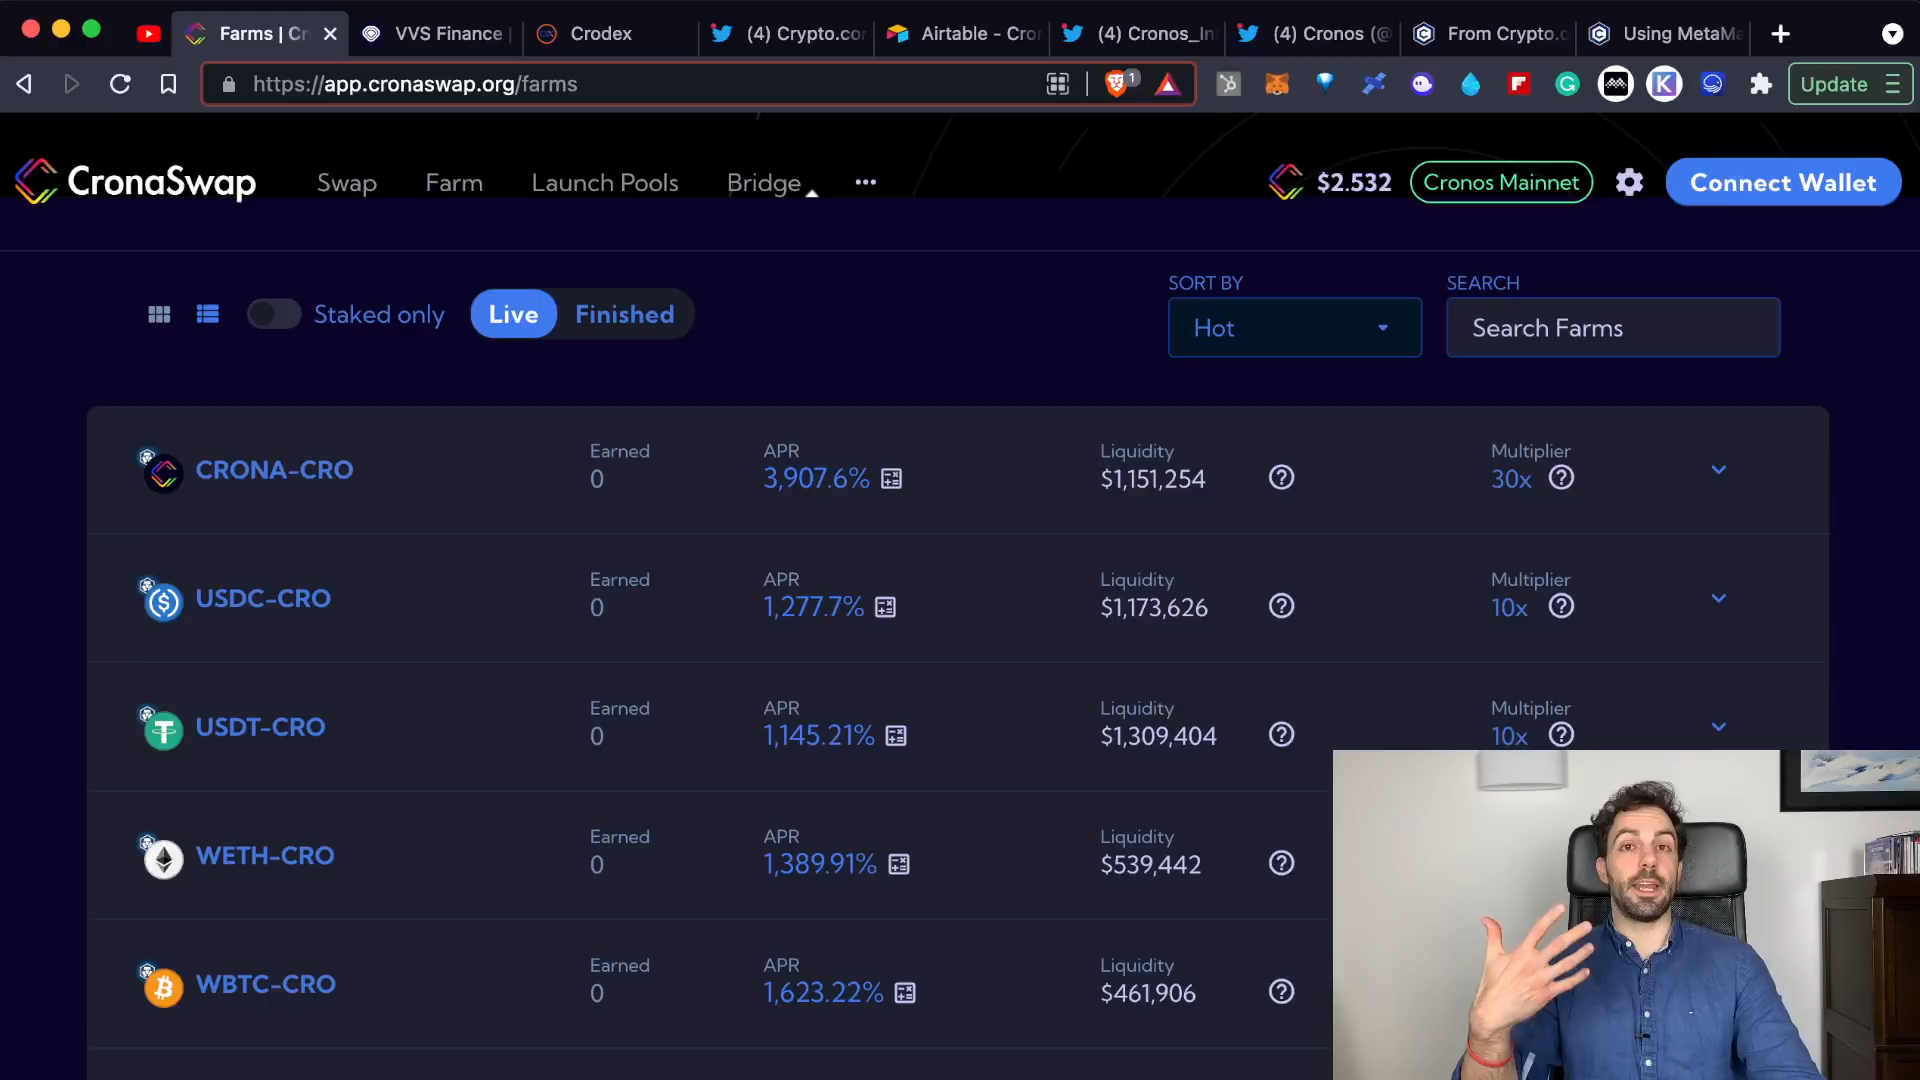 Farms | Cr
VVS Finance
Crodex
(4) Crypto.co
Airtable - Cro
(4) Cronos_In
(4) Cronos (@
From Crypto.c
Using MetaMa
https://app.cronaswap.org/farms
1
Update
CronaSwap
Swap
Farm
Launch Pools
Bridge
$2.532
Cronos Mainnet
Connect Wallet
Staked only
Live
Finished
SORT BY
Hot
SEARCH
Search Farms
CRONA-CRO
Earned
0
APR
3,907.6%
Liquidity
$1,151,254
Multiplier
30x
USDC-CRO
Earned
0
APR
1,277.7%
Liquidity
$1,173,626
Multiplier
10x
USDT-CRO
Earned
0
APR
1,145.21%
Liquidity
$1,309,404
Multiplier
10x
WETH-CRO
Earned
0
APR
1,389.91%
Liquidity
$539,442
WBTC-CRO
Earned
0
APR
1,623.22%
Liquidity
$461,906